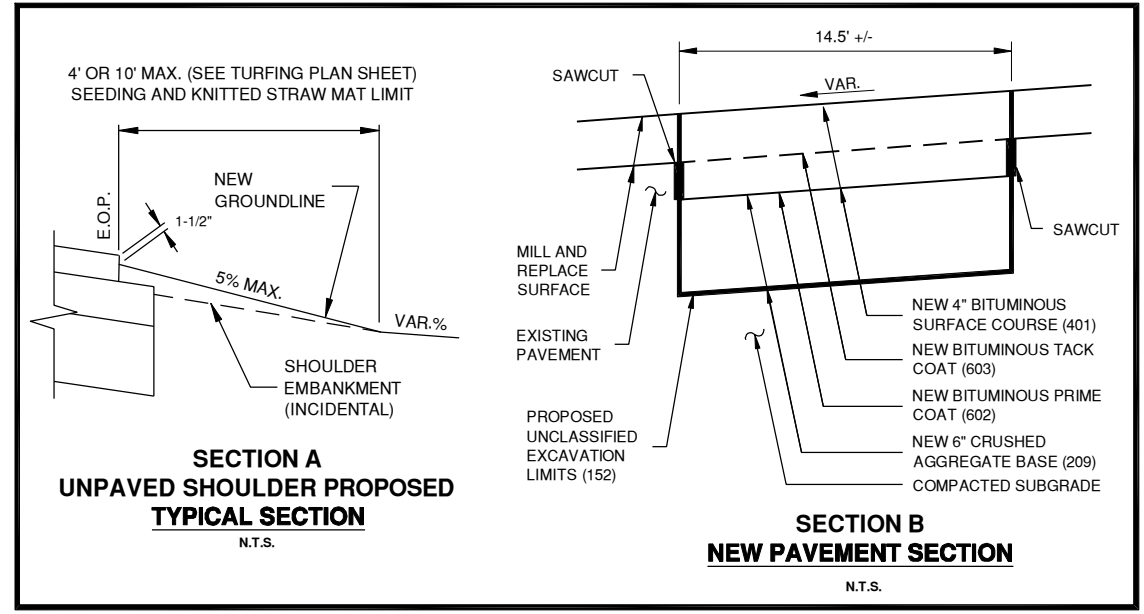 4' OR 10' MAX. (SEE TURFING PLAN SHEET)
SEEDING AND KNITTED STRAW MAT LIMIT
NEW
GROUNDLINE
E.O.P.
1-1/2"
5% MAX.
VAR.%
SHOULDER
EMBANKMENT
(INCIDENTAL)
SECTION A
UNPAVED SHOULDER PROPOSED
TYPICAL SECTION
N.T.S.
14.5' +/-
SAWCUT
VAR.
SAWCUT
MILL AND
REPLACE
SURFACE
EXISTING
PAVEMENT
PROPOSED
UNCLASSIFIED
EXCAVATION
LIMITS (152)
NEW 4" BITUMINOUS
SURFACE COURSE (401)
NEW BITUMINOUS TACK
COAT (603)
NEW BITUMINOUS PRIME
COAT (602)
NEW 6" CRUSHED
AGGREGATE BASE (209)
COMPACTED SUBGRADE
SECTION B
NEW PAVEMENT SECTION
N.T.S.